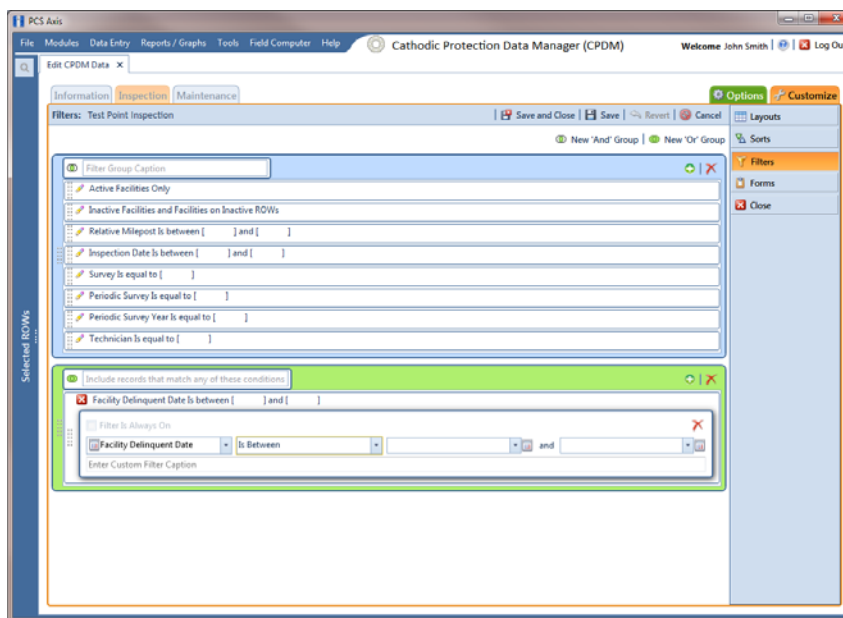 PCS Axis
File Modules Data Entry Reports / Graphs Tools Field Computer Help Cathodic Protection Data Manager (CPDM) Welcome John Smith Log Ou
Edit CPDM Data
Information Inspection Maintenance Options Customize
Filters: Test Point Inspection | Save and Close | Save | Revert | Cancel
Layouts
New 'And' Group | New 'Or' Group
Sorts
Filters
Forms
Close
Filter Group Caption
Active Facilities Only
Inactive Facilities and Facilities on Inactive ROWs
Relative Milepost Is between [ ] and [ ]
Inspection Date Is between [ ] and [ ]
Survey Is equal to [ ]
Periodic Survey Is equal to [ ]
Periodic Survey Year Is equal to [ ]
Technician Is equal to [ ]
Selected ROWs
Include records that match any of these conditions
Facility Delinquent Date Is between [ ] and [ ]
Filter Is Always On
Facility Delinquent Date Is Between and
Enter Custom Filter Caption